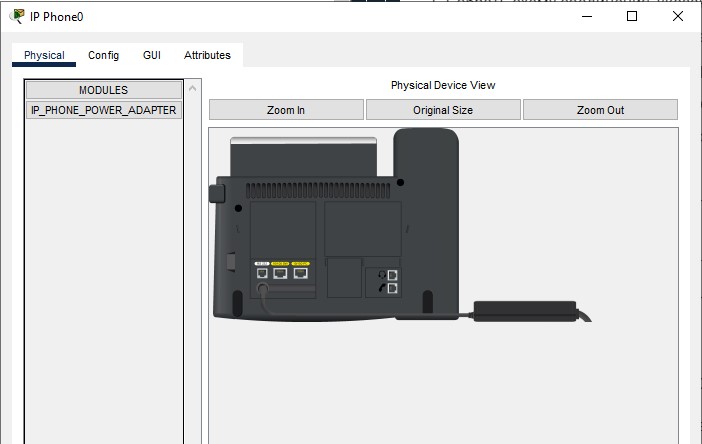 IP Phone0
Physical
Config
GUI
Attributes
MODULES
IP_PHONE_POWER_ADAPTER
Physical Device View
Zoom In
Original Size
Zoom Out